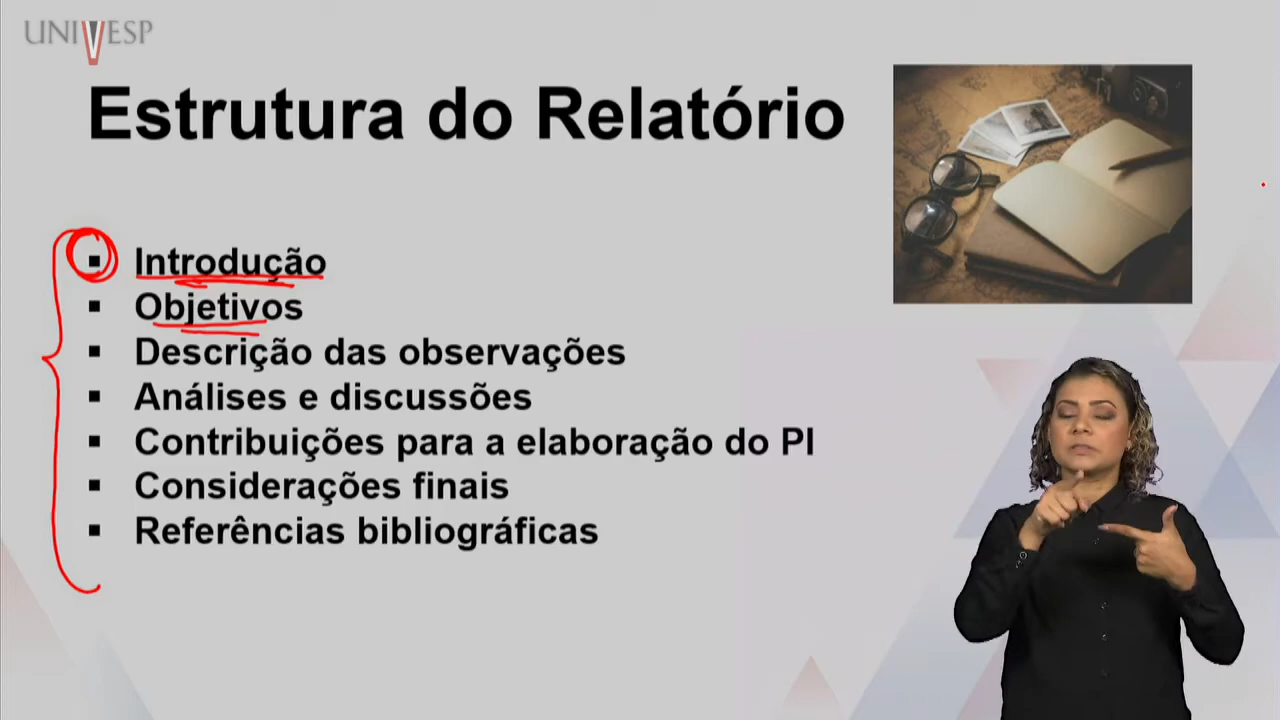 UNIVESP
Estrutura do Relatório
▪ Introdução
▪ Objetivos
▪ Descrição das observações
▪ Análises e discussões
▪ Contribuições para a elaboração do PI
▪ Considerações finais
▪ Referências bibliográficas